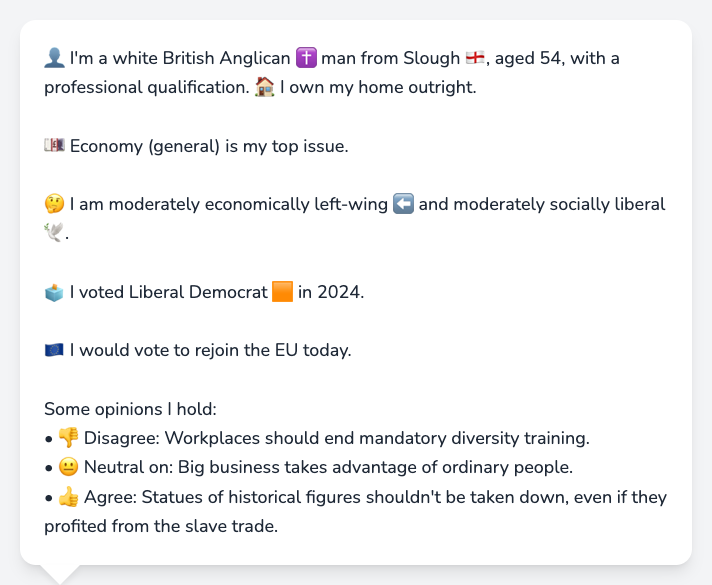 👤 I'm a white British Anglican ✝️ man from Slough 🏴󠁧󠁢󠁥󠁮󠁧󠁿, aged 54, with a
professional qualification. 🏠 I own my home outright.
💷 Economy (general) is my top issue.
🤔 I am moderately economically left-wing ⬅️ and moderately socially liberal
🕊️.
🗳️ I voted Liberal Democrat 🟧 in 2024.
🇪🇺 I would vote to rejoin the EU today.
Some opinions I hold:
• 👎 Disagree: Workplaces should end mandatory diversity training.
• 😐 Neutral on: Big business takes advantage of ordinary people.
• 👍 Agree: Statues of historical figures shouldn't be taken down, even if they
profited from the slave trade.